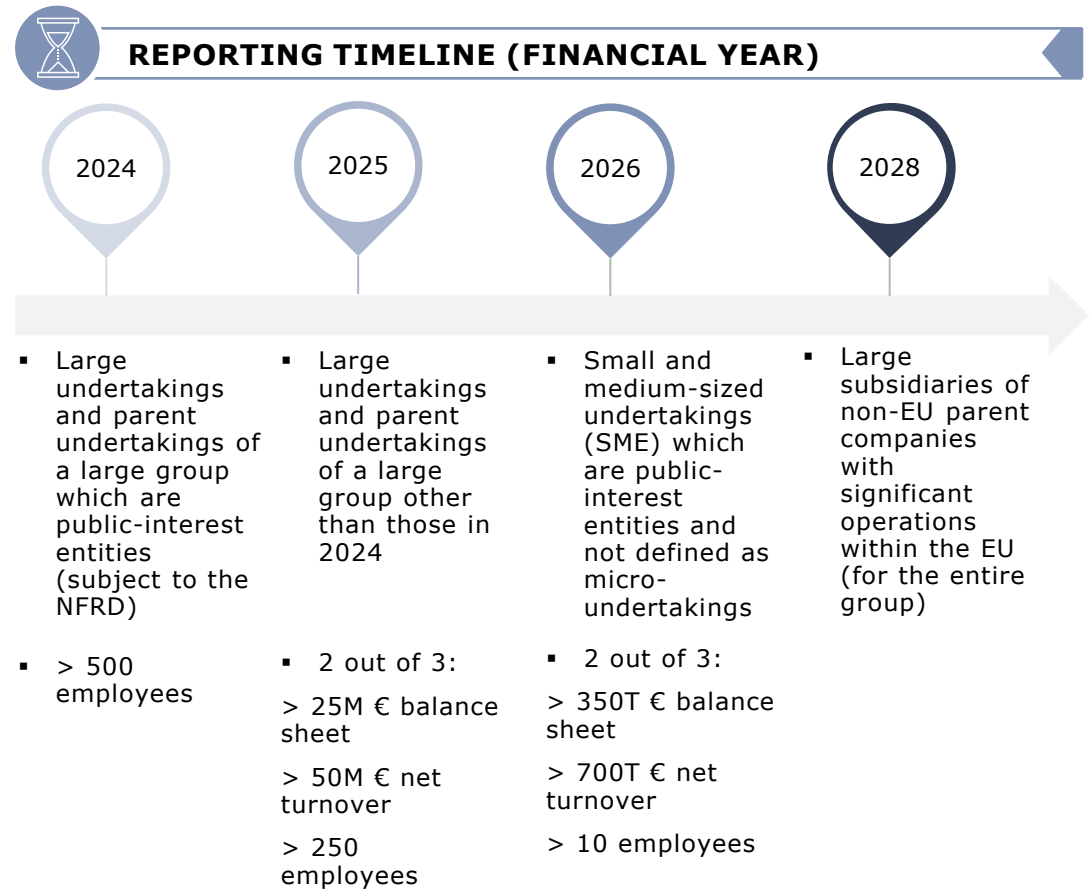 REPORTING TIMELINE (FINANCIAL YEAR)
2024
2025
2026
2028
▪ Large
undertakings
and parent
undertakings of
a large group
which are
public-interest
entities
(subject to the
NFRD)
▪ > 500
employees
▪ Large
undertakings
and parent
undertakings
of a large
group other
than those in
2024
▪ 2 out of 3:
> 25M € balance
sheet
> 50M € net
turnover
> 250
employees
▪ Small and
medium-sized
undertakings
(SME) which
are public-
interest
entities and
not defined as
micro-
undertakings
▪ 2 out of 3:
> 350T € balance
sheet
> 700T € net
turnover
> 10 employees
▪ Large
subsidiaries of
non-EU parent
companies
with
significant
operations
within the EU
(for the entire
group)